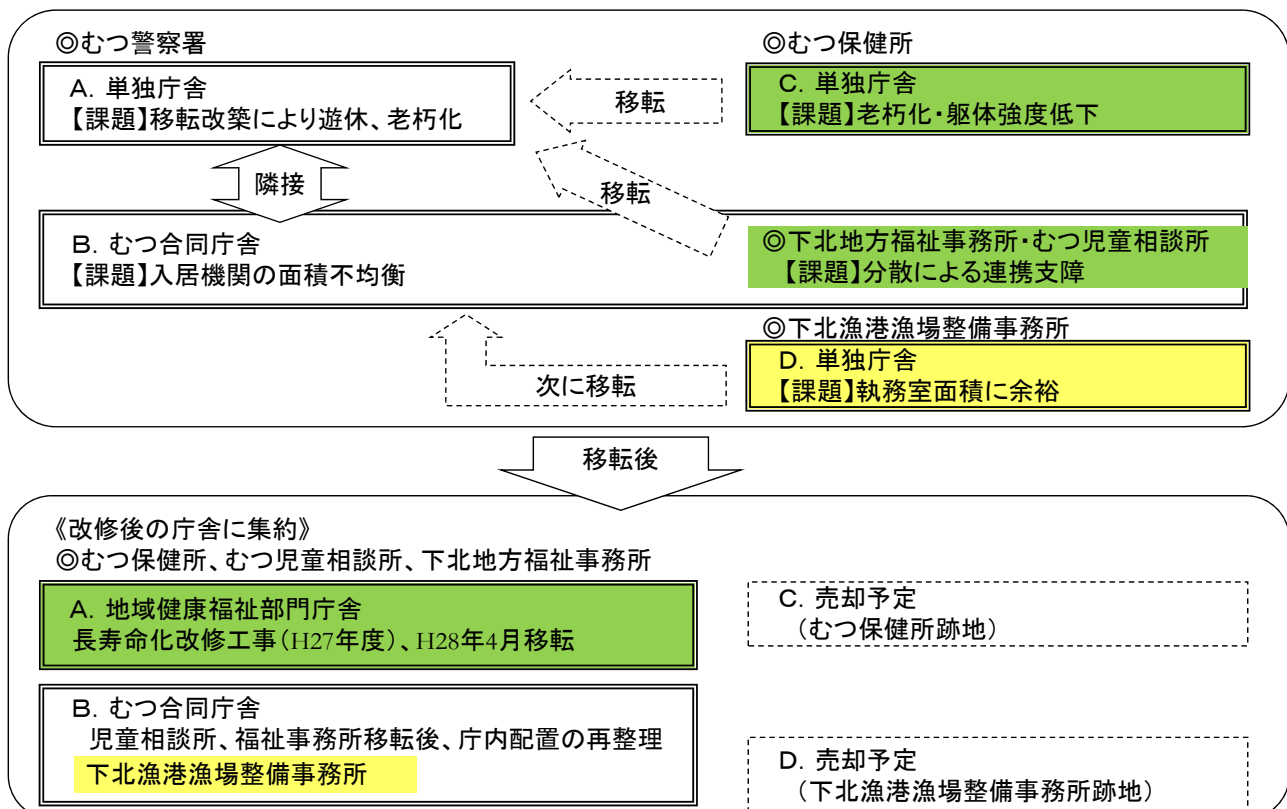 ◎むつ警察署
A．単独庁舎
【課題】移転改築により遊休、老朽化
移転
◎むつ保健所
C．単独庁舎
【課題】老朽化・躯体強度低下
隣接
移転
B．むつ合同庁舎
【課題】入居機関の面積不均衡
◎下北地方福祉事務所・むつ児童相談所
【課題】分散による連携支障
◎下北漁港漁場整備事務所
D．単独庁舎
【課題】執務室面積に余裕
次に移転
移転後
《改修後の庁舎に集約》
◎むつ保健所、むつ児童相談所、下北地方福祉事務所
A．地域健康福祉部門庁舎
長寿命化改修工事（H27年度）、H28年4月移転
C．売却予定
（むつ保健所跡地）
B．むつ合同庁舎
児童相談所、福祉事務所移転後、庁内配置の再整理
下北漁港漁場整備事務所
D．売却予定
（下北漁港漁場整備事務所跡地）